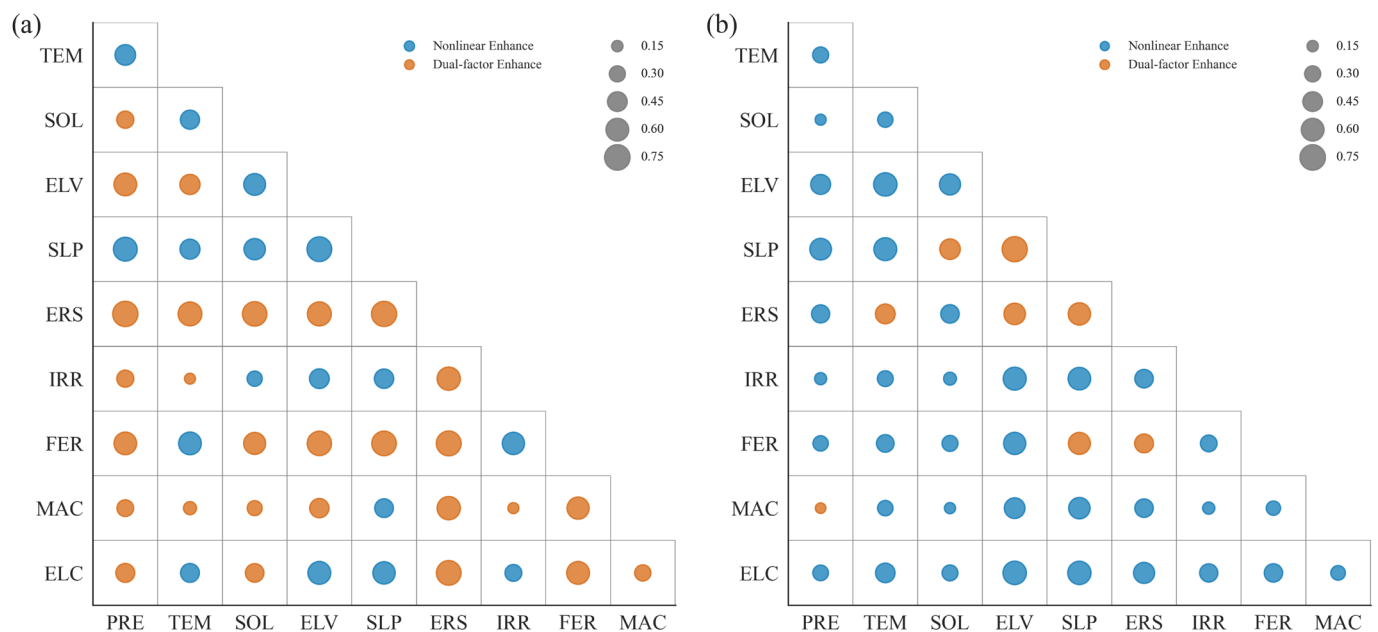 (a)
Nonlinear Enhance
Dual-factor Enhance
0.15
0.30
0.45
0.60
0.75
TEM
SOL
ELV
SLP
ERS
IRR
FER
MAC
ELC
PRE TEM SOL ELV SLP ERS IRR FER MAC
(b)
Nonlinear Enhance
Dual-factor Enhance
0.15
0.30
0.45
0.60
0.75
TEM
SOL
ELV
SLP
ERS
IRR
FER
MAC
ELC
PRE TEM SOL ELV SLP ERS IRR FER MAC